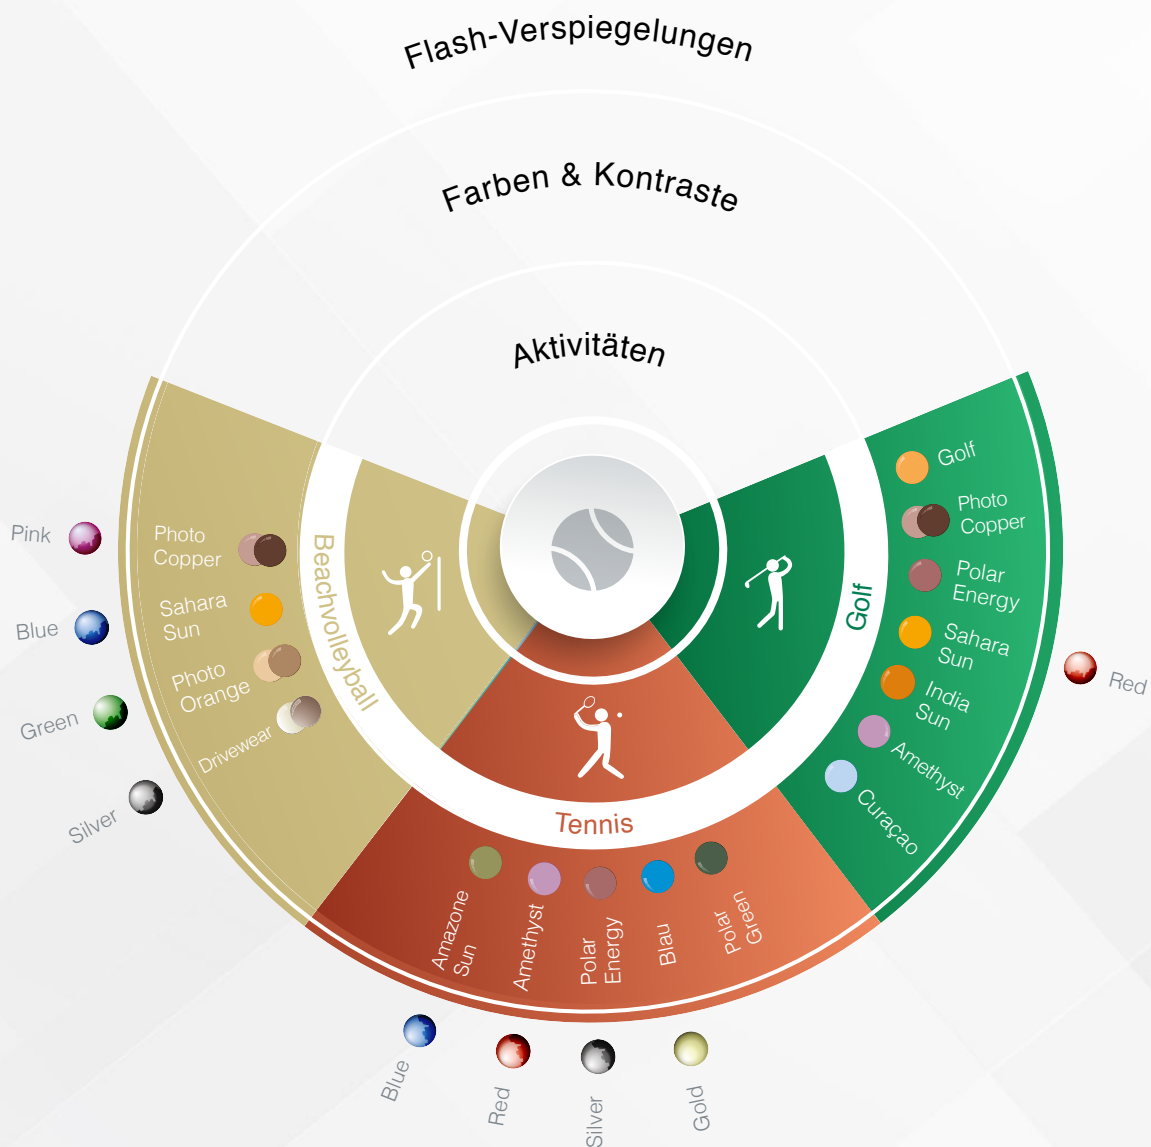 Flash-Verspiegelungen
Farben & Kontraste
Aktivitäten
Beachvolleyball
Photo
Copper
Sahara
Sun
Photo
Orange
Drivewear
Pink
Blue
Green
Silver
Tennis
Amazone
Sun
Amethyst
Polar
Energy
Blau
Polar
Green
Blue
Red
Silver
Gold
Golf
Golf
Photo
Copper
Polar
Energy
Sahara
Sun
India
Sun
Amethyst
Curaçao
Red